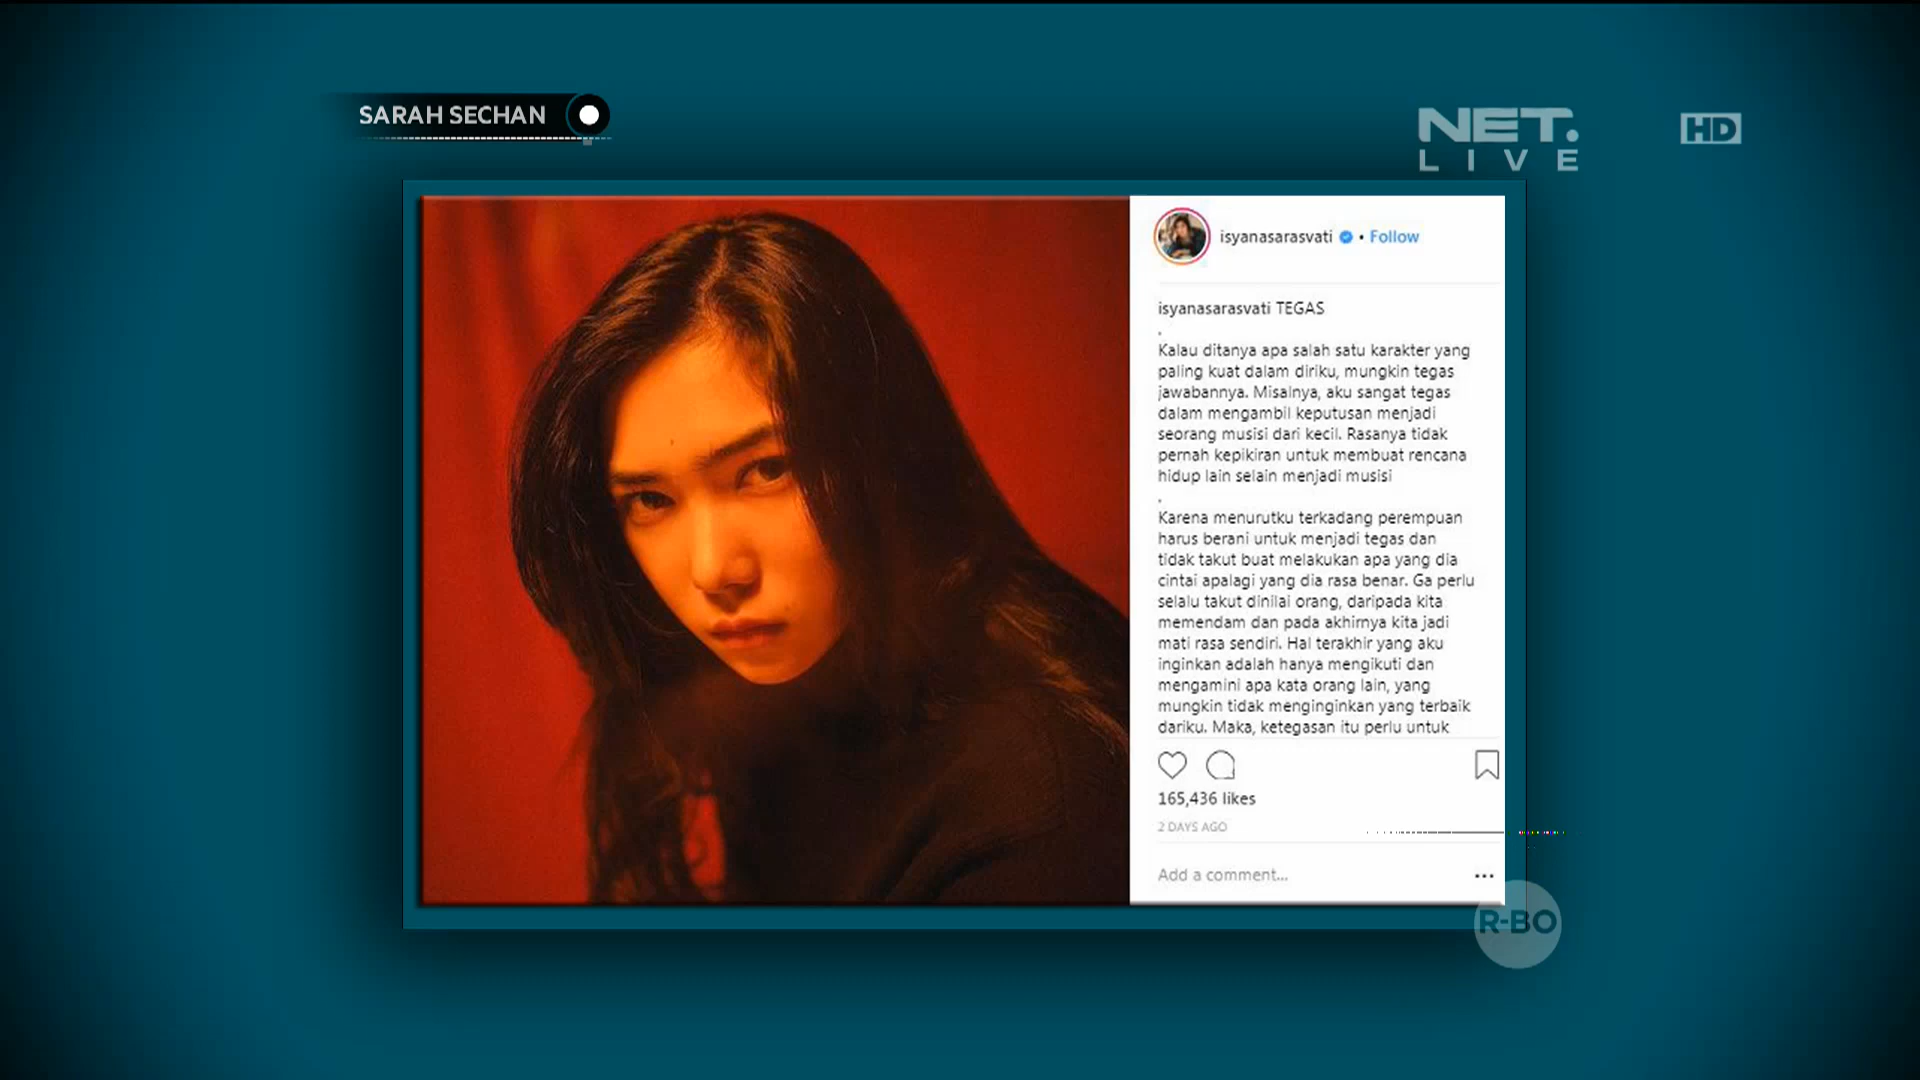 SARAH SECHAN
NET.
LIVE
HD
isyanasarasvati • Follow
isyanasarasvati TEGAS
.
Kalau ditanya apa salah satu karakter yang
paling kuat dalam diriku, mungkin tegas
jawabannya. Misalnya, aku sangat tegas
dalam mengambil keputusan menjadi
seorang musisi dari kecil. Rasanya tidak
pernah kepikiran untuk membuat rencana
hidup lain selain menjadi musisi
.
Karena menurutku terkadang perempuan
harus berani untuk menjadi tegas dan
tidak takut buat melakukan apa yang dia
cintai apalagi yang dia rasa benar. Ga perlu
selalu takut dinilai orang, daripada kita
memendam dan pada akhirnya kita jadi
mati rasa sendiri. Hal terakhir yang aku
inginkan adalah hanya mengikuti dan
mengamini apa kata orang lain, yang
mungkin tidak menginginkan yang terbaik
dariku. Maka, ketegasan itu perlu untuk
165,436 likes
2 DAYS AGO
Add a comment...
R-BO